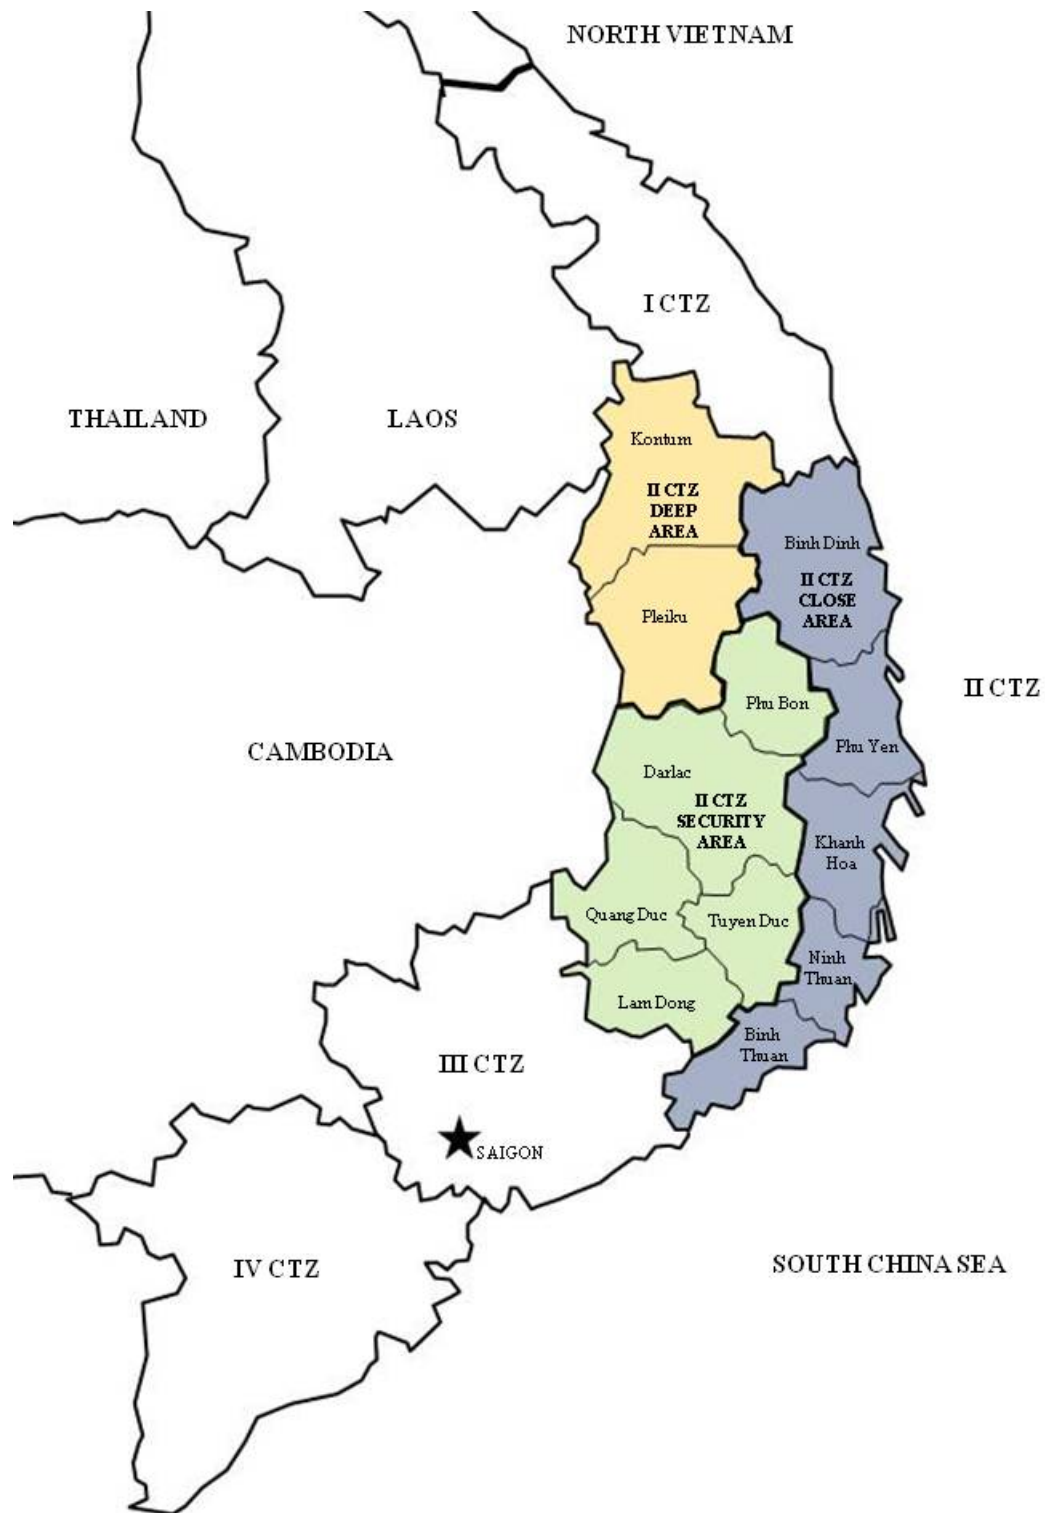 NORTH VIETNAM
I CTZ
THAILAND
LAOS
Kontum
II CTZ
DEEP
AREA
Binh Dinh
II CTZ
CLOSE
AREA
Pleiku
II CTZ
Phu Bon
Phu Yen
CAMBODIA
Darlac
II CTZ
SECURITY
AREA
Khanh
Hoa
Quang Duc
Tuyen Duc
Ninh
Thuan
Lam Dong
Binh
Thuan
III CTZ
SAIGON
IV CTZ
SOUTH CHINA SEA